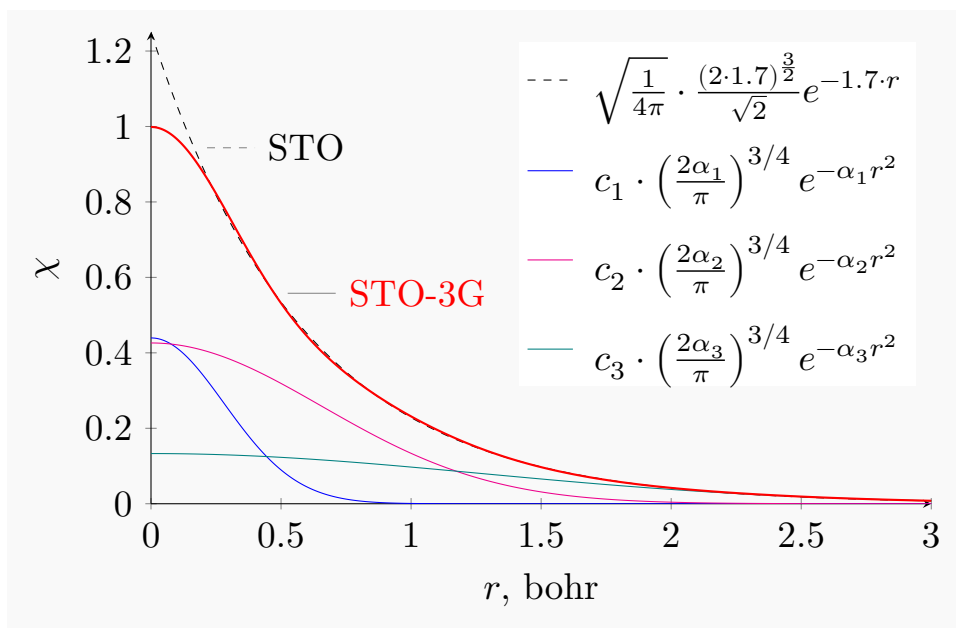 1.2
1
0.8
0.6
0.4
0.2
0
χ
0 0.5 1 1.5 2 2.5 3
r, bohr
STO
STO-3G
√(1/4π) · (2·1.7)^(3/2)/√2 e^(−1.7·r)
c₁ · (2α₁/π)^(3/4) e^(−α₁r²)
c₂ · (2α₂/π)^(3/4) e^(−α₂r²)
c₃ · (2α₃/π)^(3/4) e^(−α₃r²)